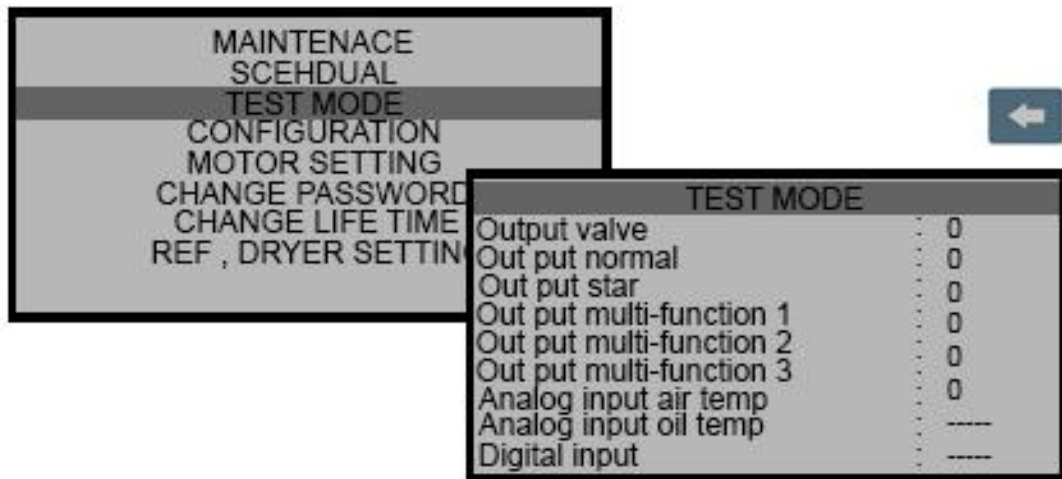 MAINTENACE
SCEHDUAL
TEST MODE
CONFIGURATION
MOTOR SETTING
CHANGE PASSWORD
CHANGE LIFE TIME
REF , DRYER SETTIN
TEST MODE
Output valve : 0
Out put normal : 0
Out put star : 0
Out put multi-function 1 : 0
Out put multi-function 2 : 0
Out put multi-function 3 : 0
Analog input air temp
Analog input oil temp : -----
Digital input : -----